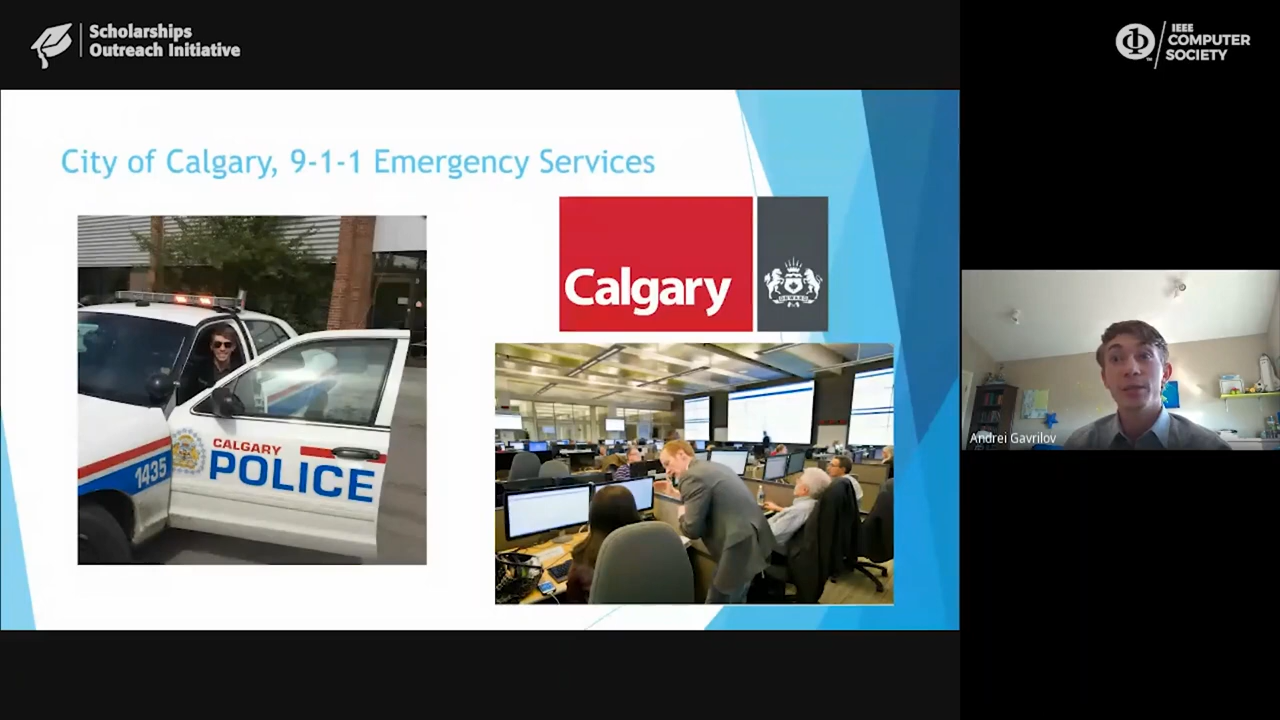 Scholarships
Outreach Initiative
IEEE
COMPUTER
SOCIETY
City of Calgary, 9-1-1 Emergency Services
Calgary
ONWARD
CALGARY
POLICE
1435
Andrei Gavrilov